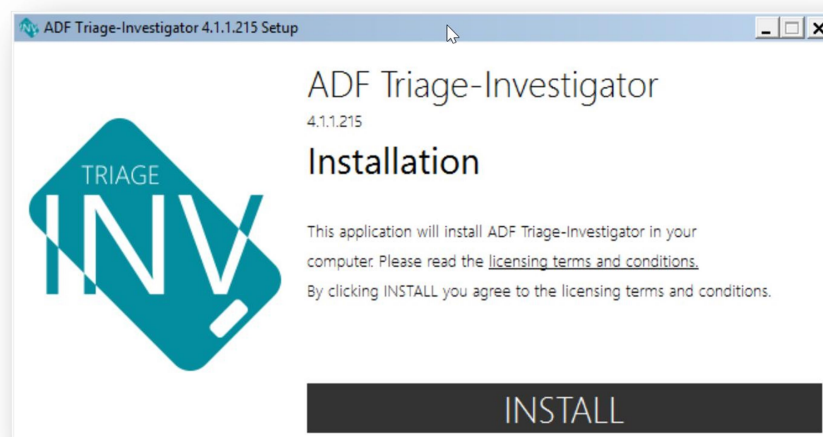 ADF Triage-Investigator 4.1.1.215 Setup
ADF Triage-Investigator
4.1.1.215
Installation
TRIAGE
INV
This application will install ADF Triage-Investigator in your
computer. Please read the licensing terms and conditions.
By clicking INSTALL you agree to the licensing terms and conditions.
INSTALL